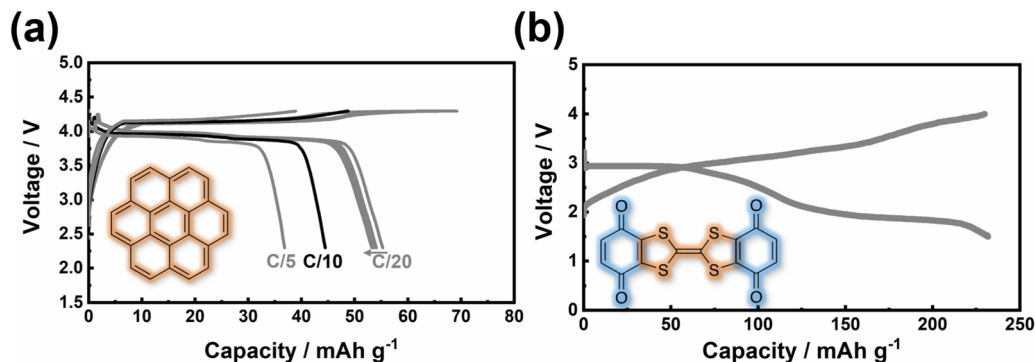 (a)
5.0
4.5
4.0
3.5
3.0
2.5
2.0
1.5
Voltage / V
C/5 C/10 C/20
0 10 20 30 40 50 60 70 80
Capacity / mAh g⁻¹
(b)
5
4
3
2
1
0
Voltage / V
O O
S S
S S
O O
0 50 100 150 200 250
Capacity / mAh g⁻¹